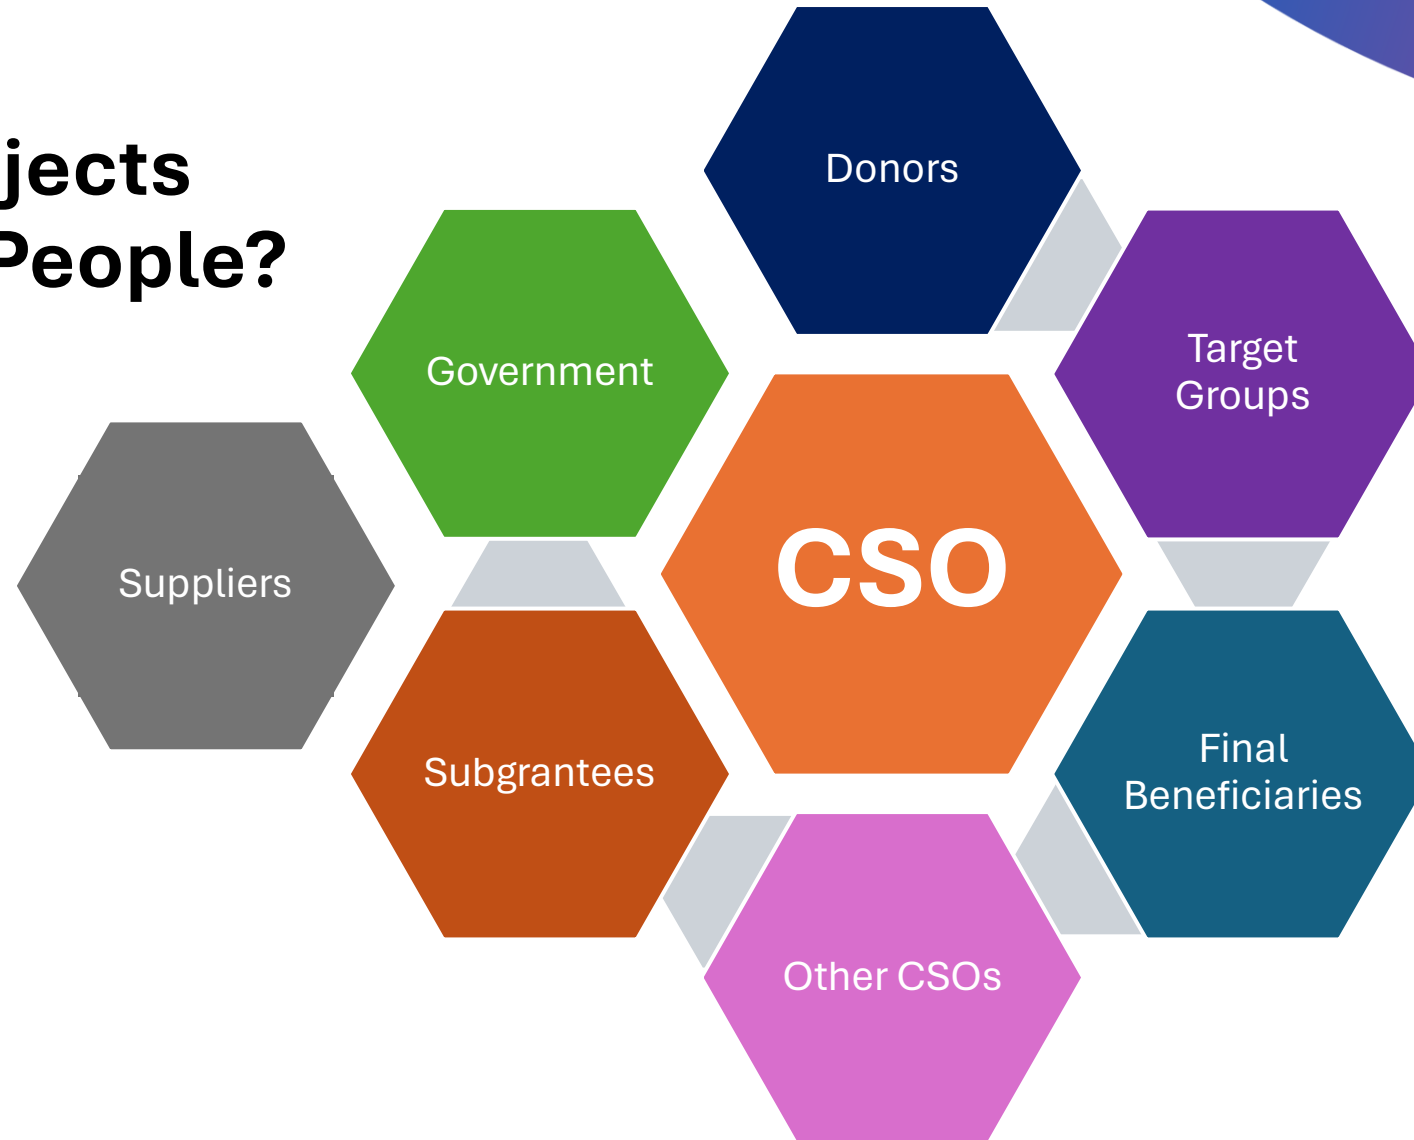 jects
People?
Donors
Government
Target
Groups
Suppliers
CSO
Subgrantees
Final
Beneficiaries
Other CSOs